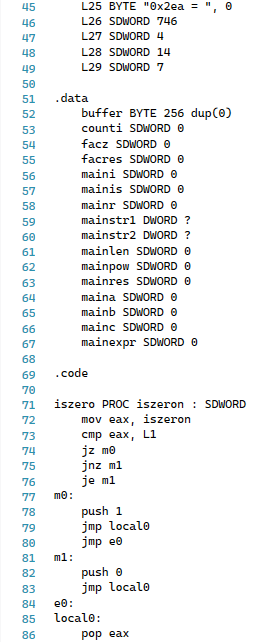 45 L25 BYTE "0x2ea = ", 0
46 L26 SDWORD 746
47 L27 SDWORD 4
48 L28 SDWORD 14
49 L29 SDWORD 7
50
51 .data
52 buffer BYTE 256 dup(0)
53 counti SDWORD 0
54 facz SDWORD 0
55 facres SDWORD 0
56 maini SDWORD 0
57 mainis SDWORD 0
58 mainr SDWORD 0
59 mainstr1 DWORD ?
60 mainstr2 DWORD ?
61 mainlen SDWORD 0
62 mainpow SDWORD 0
63 mainres SDWORD 0
64 maina SDWORD 0
65 mainb SDWORD 0
66 mainc SDWORD 0
67 mainexpr SDWORD 0
68
69 .code
70
71 iszero PROC iszeron : SDWORD
72 mov eax, iszeron
73 cmp eax, L1
74 jz m0
75 jnz m1
76 je m1
77 m0:
78 push 1
79 jmp local0
80 jmp e0
81 m1:
82 push 0
83 jmp local0
84 e0:
85 local0:
86 pop eax